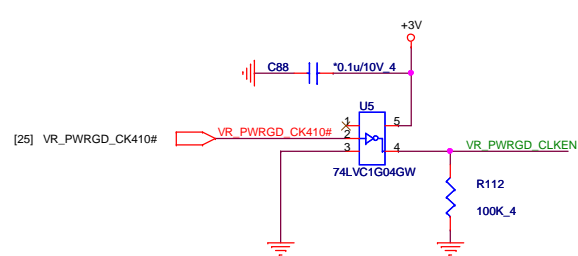 +3V
C88 *0.1u/10V_4
U5
1 5
[25] VR_PWRGD_CK410# VR_PWRGD_CK410# 2
3 4 VR_PWRGD_CLKEN
74LVC1G04GW
R112
100K_4